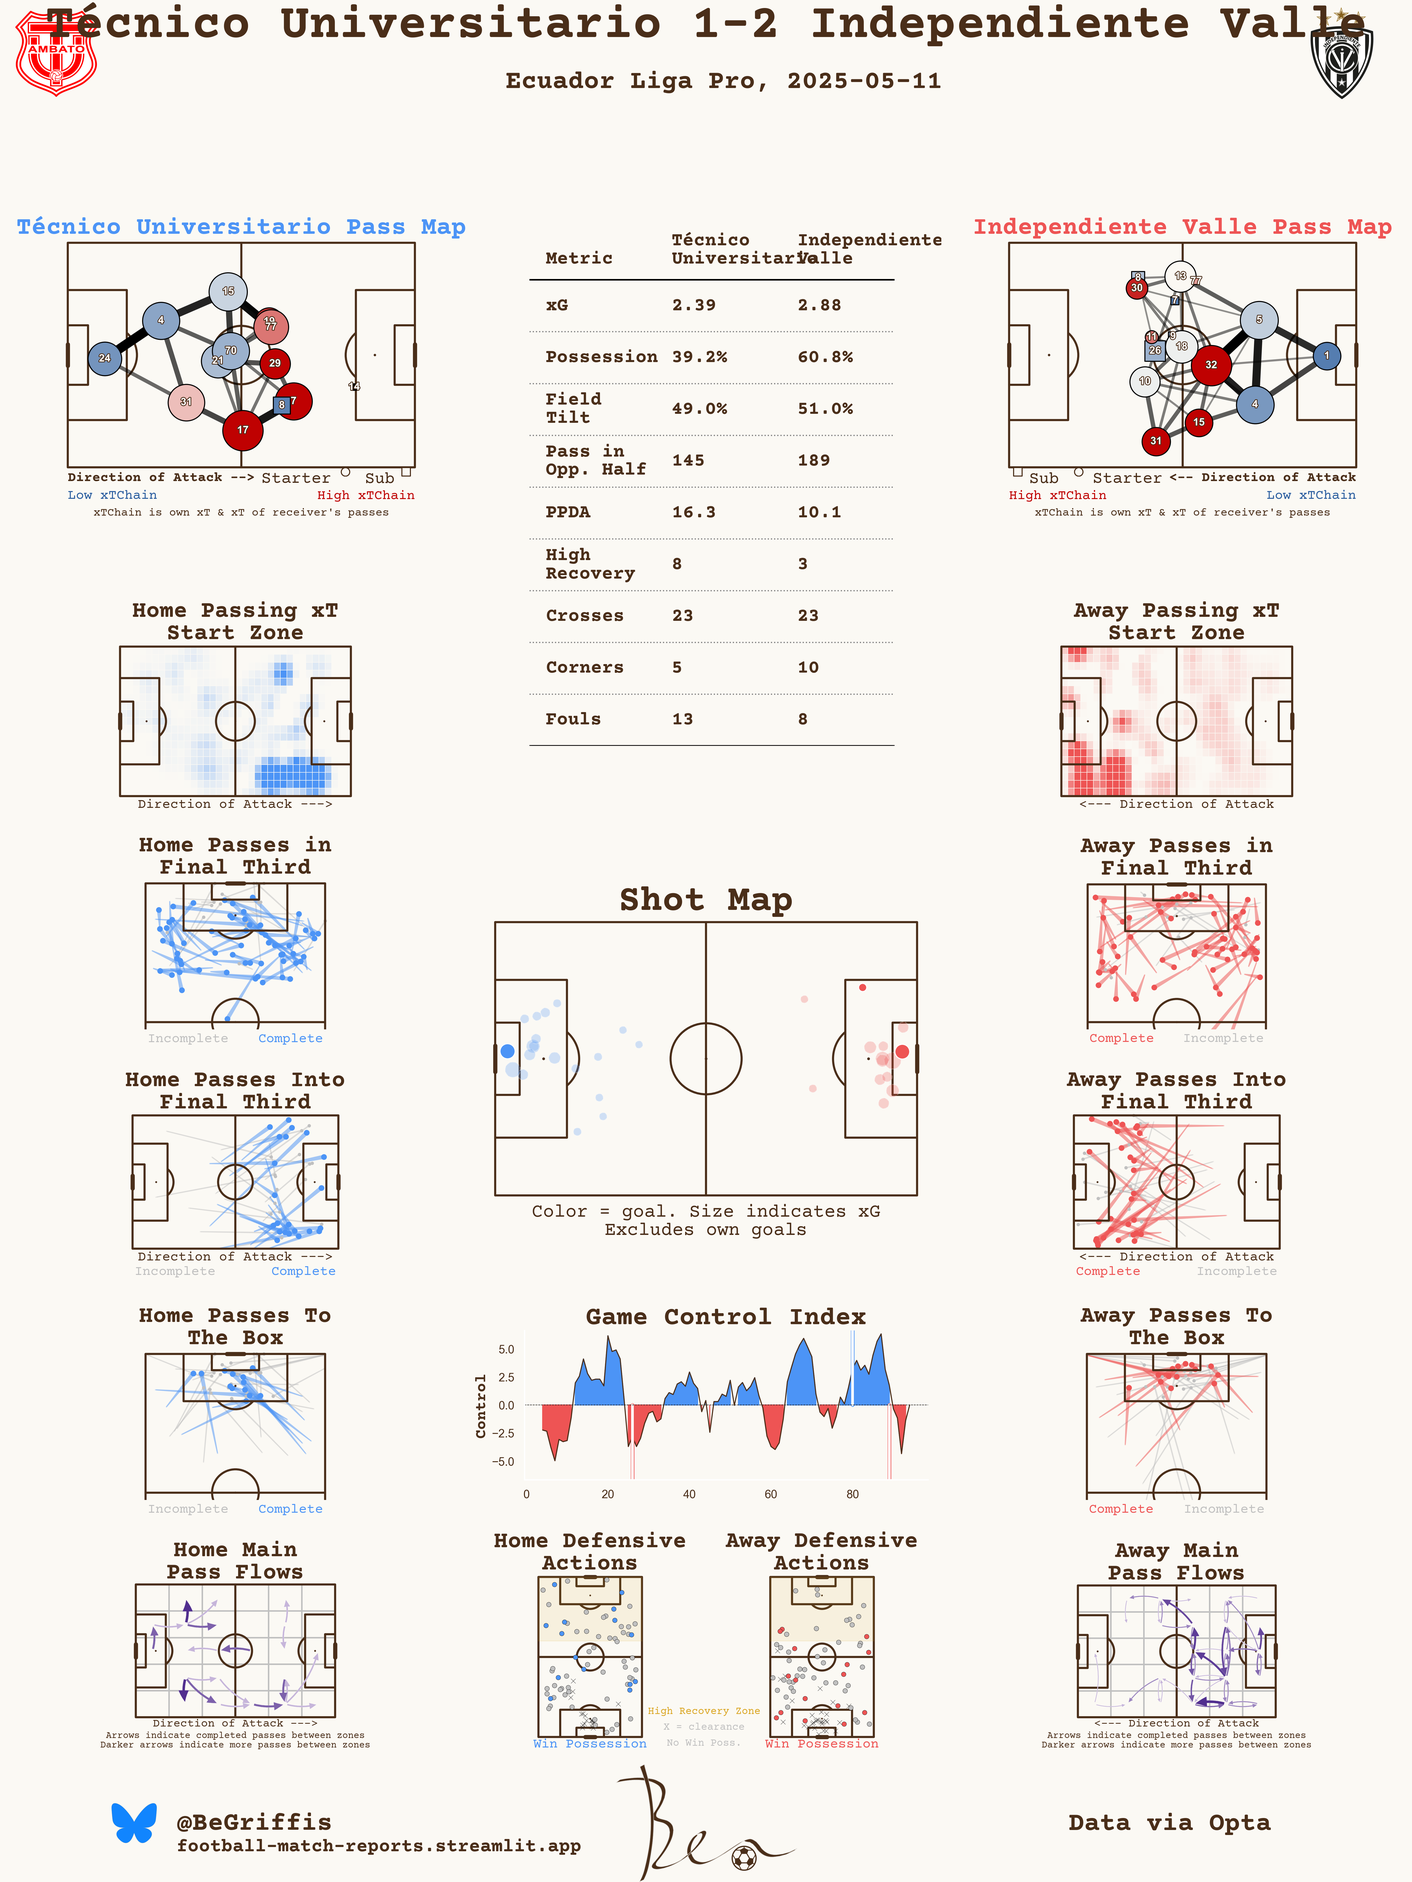 Técnico Universitario 1-2 Independiente Valle
AMBATO
INDEPENDIENTE
Ecuador Liga Pro, 2025-05-11
Técnico Universitario Pass Map
15
4
19
77
24
70
21
29
14
31
8
7
17
Direction of Attack --> Starter Sub
Low xTChain High xTChain
xTChain is own xT & xT of receiver's passes
Metric Técnico Universitario Independiente Valle
xG 2.39 2.88
Possession 39.2% 60.8%
Field Tilt 49.0% 51.0%
Pass in Opp. Half 145 189
PPDA 16.3 10.1
High Recovery 8 3
Crosses 23 23
Corners 5 10
Fouls 13 8
Independiente Valle Pass Map
8
13
77
30
7
5
11
9
26
18
1
32
10
4
15
31
Sub Starter <-- Direction of Attack
High xTChain Low xTChain
xTChain is own xT & xT of receiver's passes
Home Passing xT
Start Zone
Direction of Attack --->
Away Passing xT
Start Zone
<--- Direction of Attack
Home Passes in
Final Third
Incomplete Complete
Shot Map
Color = goal. Size indicates xG
Excludes own goals
Away Passes in
Final Third
Complete Incomplete
Home Passes Into
Final Third
Direction of Attack --->
Incomplete Complete
Away Passes Into
Final Third
<--- Direction of Attack
Complete Incomplete
Home Passes To
The Box
Incomplete Complete
Game Control Index
Control
5.0
2.5
0.0
−2.5
−5.0
0 20 40 60 80
Away Passes To
The Box
Complete Incomplete
Home Main
Pass Flows
Direction of Attack --->
Arrows indicate completed passes between zones
Darker arrows indicate more passes between zones
Home Defensive
Actions
Win Possession
High Recovery Zone
X = clearance
No Win Poss.
Away Defensive
Actions
Win Possession
Away Main
Pass Flows
<--- Direction of Attack
Arrows indicate completed passes between zones
Darker arrows indicate more passes between zones
@BeGriffis
football-match-reports.streamlit.app
Ben
Data via Opta